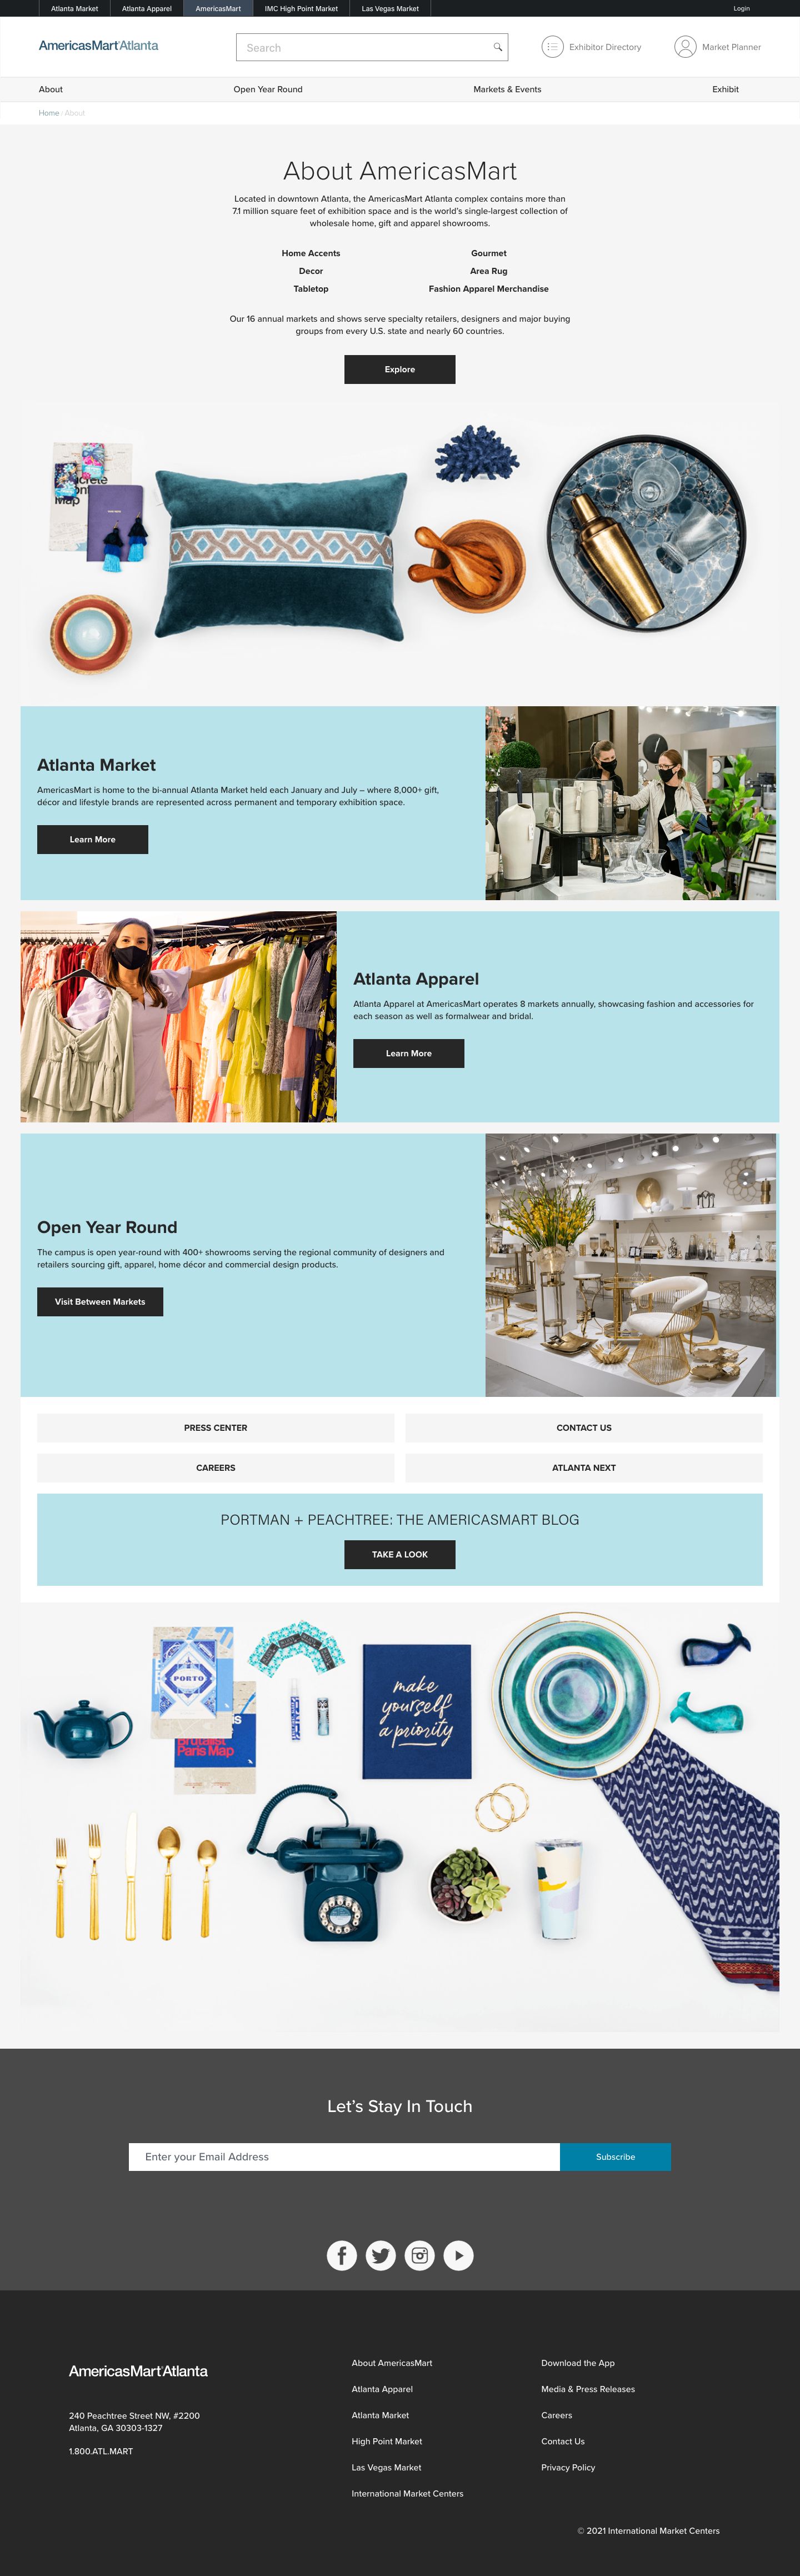 Atlanta Market
Atlanta Apparel
AmericasMart
IMC High Point Market
Las Vegas Market
Login
AmericasMart Atlanta
Search
Exhibitor Directory
Market Planner
About
Open Year Round
Markets & Events
Exhibit
Home / About
About AmericasMart
Located in downtown Atlanta, the AmericasMart Atlanta complex contains more than
7.1 million square feet of exhibition space and is the world's single-largest collection of
wholesale home, gift and apparel showrooms.
Home Accents
Gourmet
Decor
Area Rug
Tabletop
Fashion Apparel Merchandise
Our 16 annual markets and shows serve specialty retailers, designers and major buying
groups from every U.S. state and nearly 60 countries.
Explore
Map
Atlanta Market
AmericasMart is home to the bi-annual Atlanta Market held each January and July – where 8,000+ gift,
décor and lifestyle brands are represented across permanent and temporary exhibition space.
Learn More
Atlanta Apparel
Atlanta Apparel at AmericasMart operates 8 markets annually, showcasing fashion and accessories for
each season as well as formalwear and bridal.
Learn More
Open Year Round
The campus is open year-round with 400+ showrooms serving the regional community of designers and
retailers sourcing gift, apparel, home décor and commercial design products.
Visit Between Markets
PRESS CENTER
CONTACT US
CAREERS
ATLANTA NEXT
PORTMAN + PEACHTREE: THE AMERICASMART BLOG
TAKE A LOOK
PORTO
Brutalist
Paris Map
make
yourself
a priority
Let's Stay In Touch
Enter your Email Address
Subscribe
AmericasMart Atlanta
240 Peachtree Street NW, #2200
Atlanta, GA 30303-1327
1.800.ATL.MART
About AmericasMart
Atlanta Apparel
Atlanta Market
High Point Market
Las Vegas Market
International Market Centers
Download the App
Media & Press Releases
Careers
Contact Us
Privacy Policy
© 2021 International Market Centers